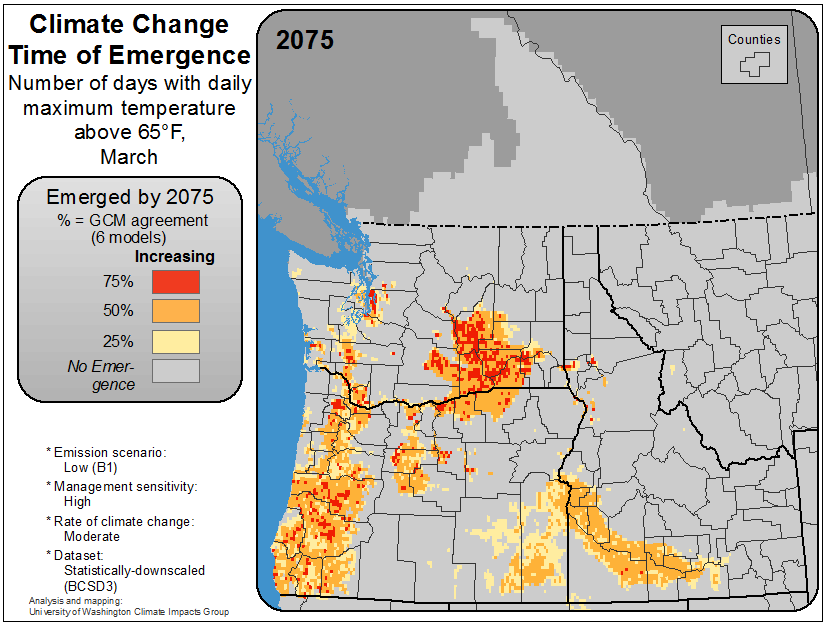 Climate Change
Time of Emergence
Number of days with daily
maximum temperature
above 65°F,
March
2075
Counties
Emerged by 2075
% = GCM agreement
(6 models)
Increasing
75%
50%
25%
No Emer-
gence
* Emission scenario:
Low (B1)
* Management sensitivity:
High
* Rate of climate change:
Moderate
* Dataset:
Statistically-downscaled
(BCSD3)
Analysis and mapping:
University of Washington Climate Impacts Group